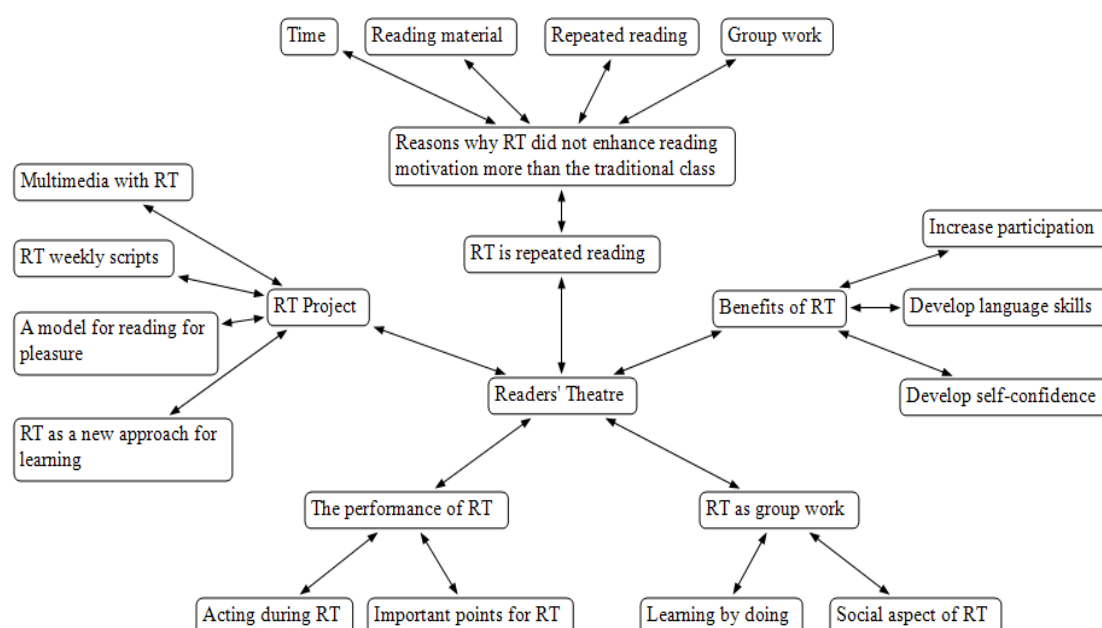 Time
Reading material
Repeated reading
Group work
Reasons why RT did not enhance reading
motivation more than the traditional class
Multimedia with RT
Increase participation
RT weekly scripts
RT is repeated reading
RT Project
Benefits of RT
Develop language skills
A model for reading for
pleasure
Readers' Theatre
Develop self-confidence
RT as a new approach for
learning
The performance of RT
RT as group work
Acting during RT
Important points for RT
Learning by doing
Social aspect of RT